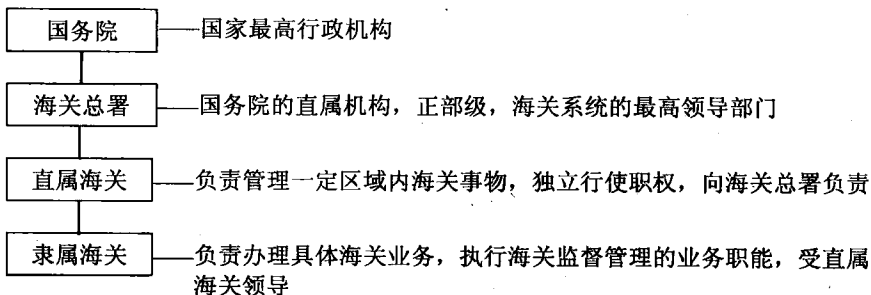 国务院
国家最高行政机构
海关总署
国务院的直属机构，正部级，海关系统的最高领导部门
直属海关
负责管理一定区域内海关事物，独立行使职权，向海关总署负责
隶属海关
负责办理具体海关业务，执行海关监督管理的业务职能，受直属
海关领导